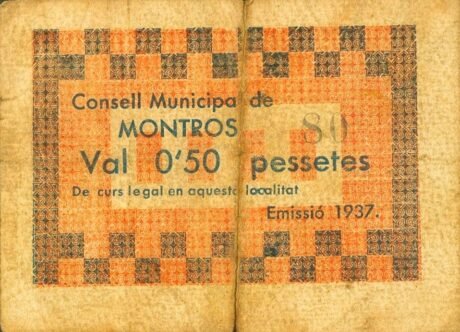 Consell Municipal de
MONTROS 80
Val 0'50 pessetes
De curs legal en aquesta localitat
Emissió 1937.